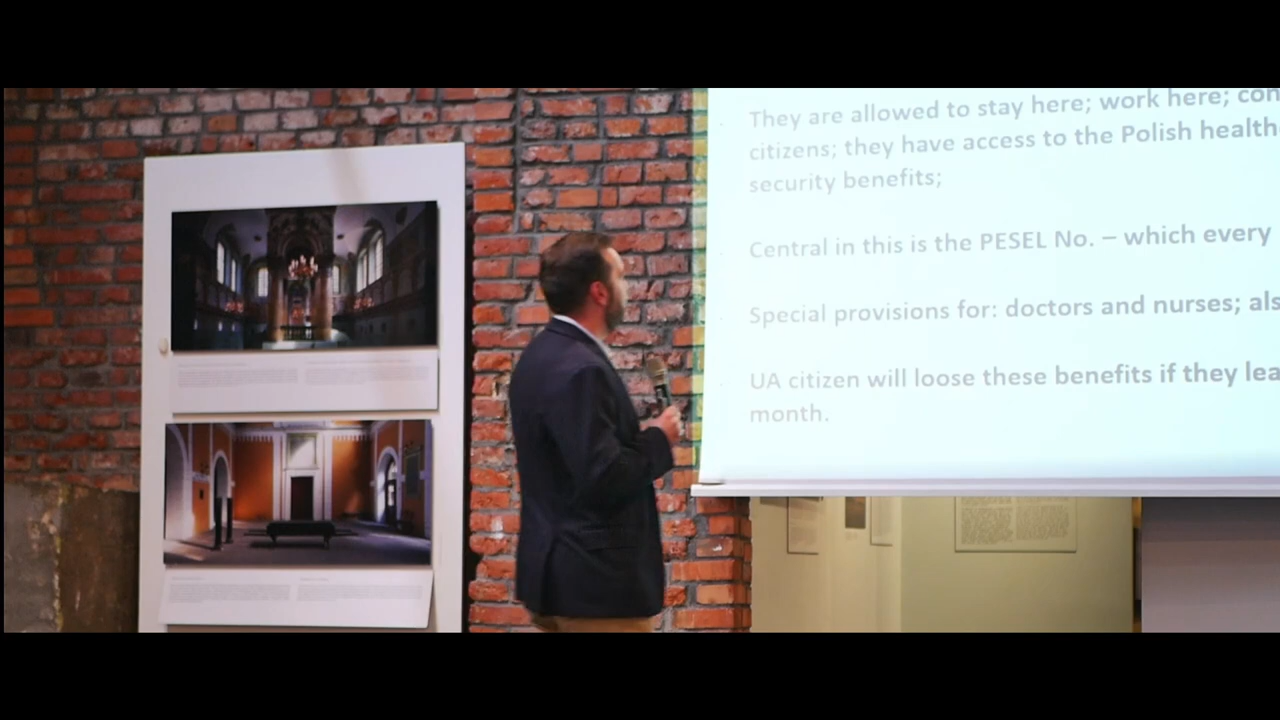 They are allowed to stay here; work here; con
citizens; they have access to the Polish health
security benefits;
Central in this is the PESEL No. – which every
Special provisions for: doctors and nurses; als
UA citizen will loose these benefits if they lea
month.